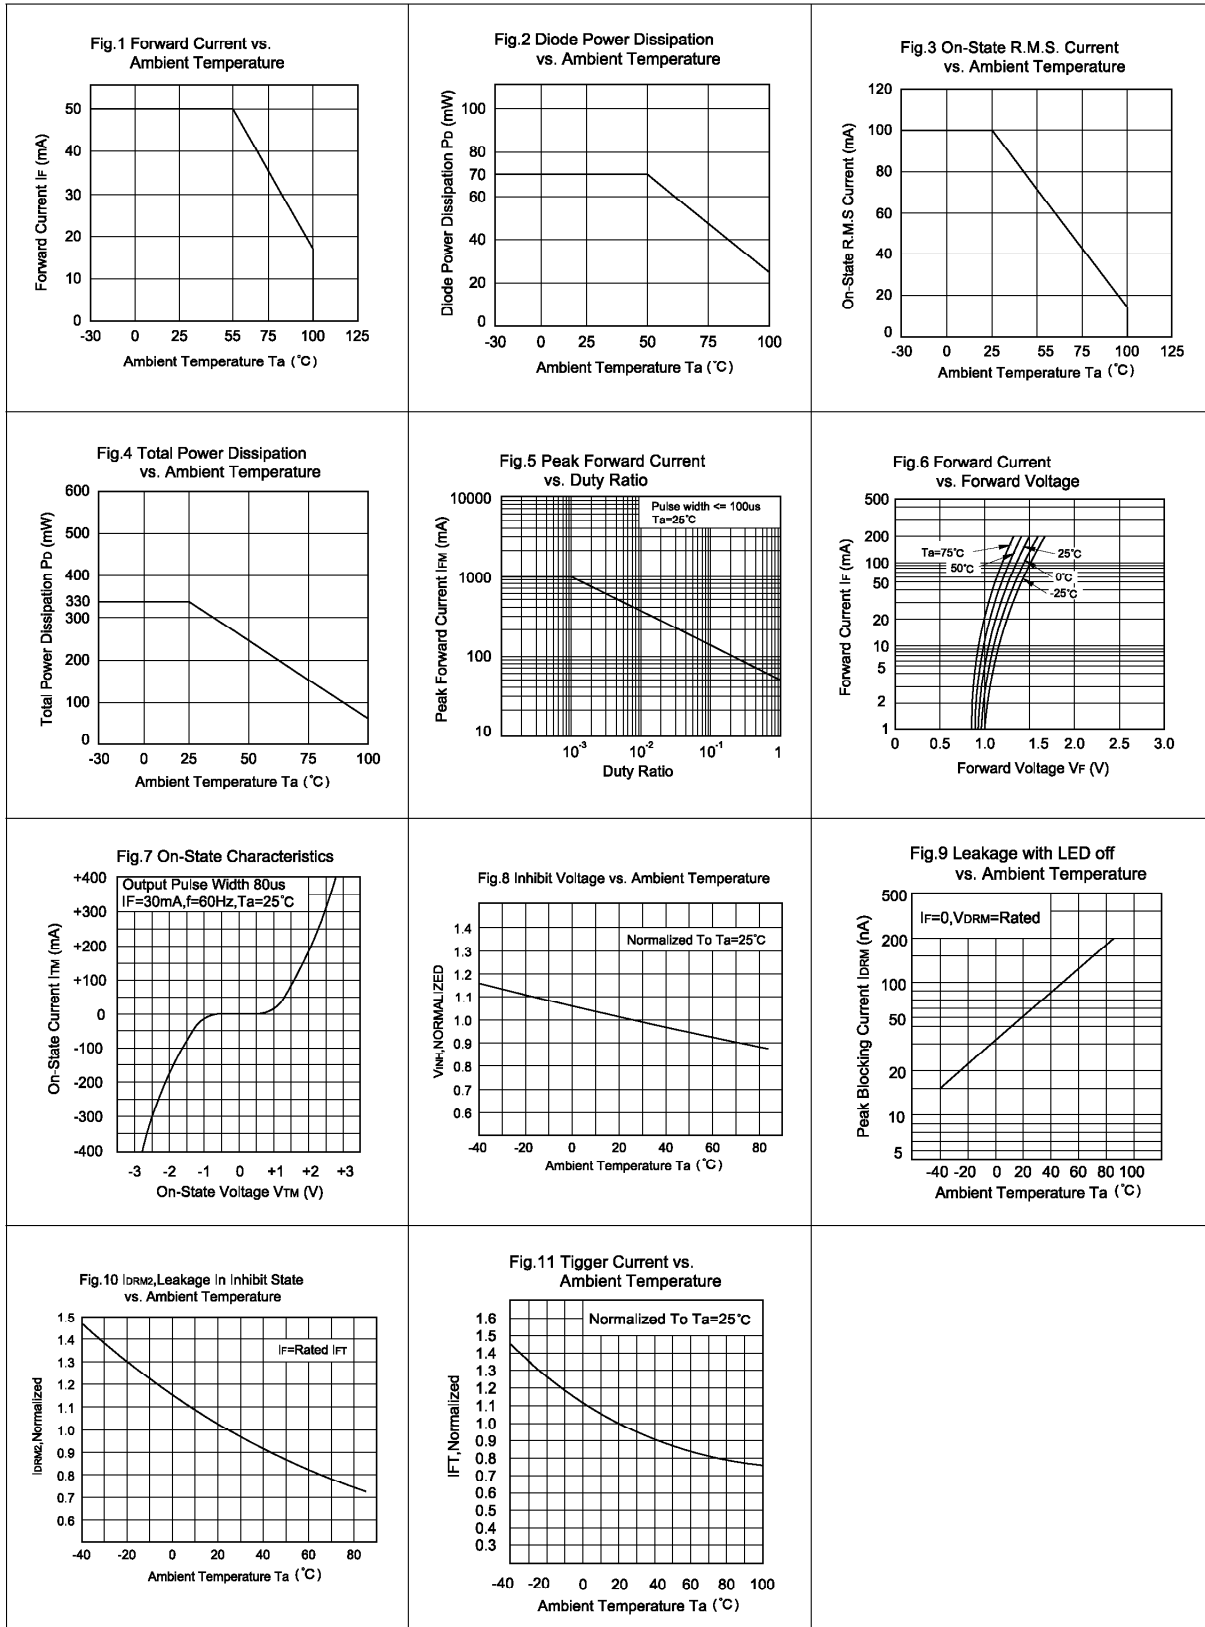 Fig.1 Forward Current vs.
Ambient Temperature
Forward Current IF (mA)
50
40
30
20
10
0
-30 0 25 55 75 100 125
Ambient Temperature Ta (°C)
Fig.2 Diode Power Dissipation
vs. Ambient Temperature
Diode Power Dissipation PD (mW)
100
80
70
60
40
20
0
-30 0 25 50 75 100
Ambient Temperature Ta (°C)
Fig.3 On-State R.M.S. Current
vs. Ambient Temperature
On-State R.M.S Current (mA)
120
100
80
60
40
20
0
-30 0 25 55 75 100 125
Ambient Temperature Ta (°C)
Fig.4 Total Power Dissipation
vs. Ambient Temperature
Total Power Dissipation PD (mW)
600
500
400
330
300
200
100
0
-30 0 25 50 75 100
Ambient Temperature Ta (°C)
Fig.5 Peak Forward Current
vs. Duty Ratio
Peak Forward Current IFM (mA)
Pulse width <= 100us
Ta=25°C
10000
1000
100
10
10-3 10-2 10-1 1
Duty Ratio
Fig.6 Forward Current
vs. Forward Voltage
Forward Current IF (mA)
500
200
100
50
20
10
5
2
1
Ta=75°C
50°C
25°C
0°C
-25°C
0 0.5 1.0 1.5 2.0 2.5 3.0
Forward Voltage VF (V)
Fig.7 On-State Characteristics
Output Pulse Width 80us
IF=30mA,f=60Hz,Ta=25°C
On-State Current ITM (mA)
+400
+300
+200
+100
0
-100
-200
-300
-400
-3 -2 -1 0 +1 +2 +3
On-State Voltage VTM (V)
Fig.8 Inhibit Voltage vs. Ambient Temperature
Normalized To Ta=25°C
VINH,NORMALIZED
1.4
1.3
1.2
1.1
1.0
0.9
0.8
0.7
0.6
-40 -20 0 20 40 60 80
Ambient Temperature Ta (°C)
Fig.9 Leakage with LED off
vs. Ambient Temperature
IF=0,VDRM=Rated
Peak Blocking Current IDRM (nA)
500
200
100
50
20
10
5
-40 -20 0 20 40 60 80 100
Ambient Temperature Ta (°C)
Fig.10 IDRM2,Leakage In Inhibit State
vs. Ambient Temperature
IF=Rated IFT
IDRM2,Normalized
1.5
1.4
1.3
1.2
1.1
1.0
0.9
0.8
0.7
0.6
-40 -20 0 20 40 60 80
Ambient Temperature Ta (°C)
Fig.11 Tigger Current vs.
Ambient Temperature
Normalized To Ta=25°C
IFT,Normalized
1.6
1.5
1.4
1.3
1.2
1.1
1.0
0.9
0.8
0.7
0.6
0.5
0.4
0.3
-40 -20 0 20 40 60 80 100
Ambient Temperature Ta (°C)